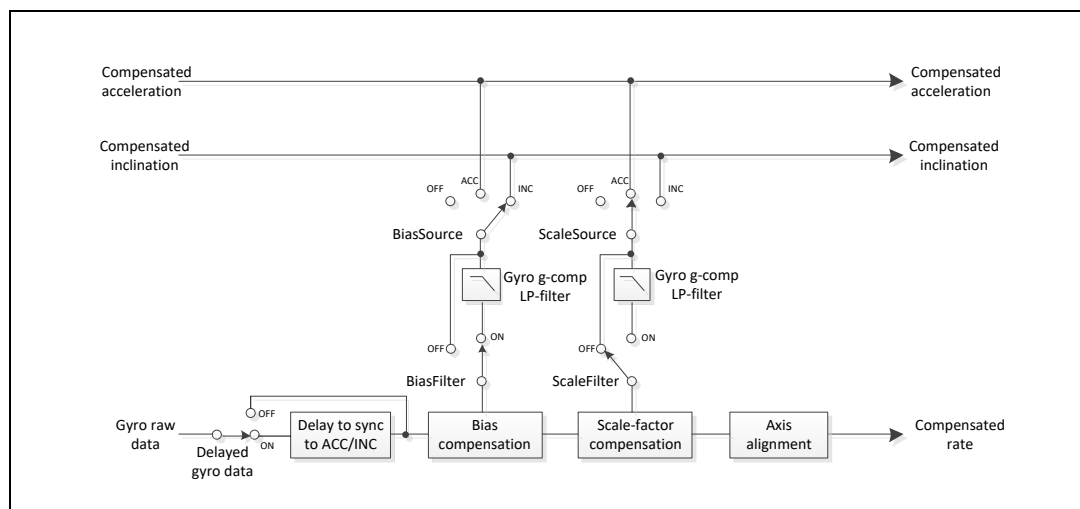 Compensated
acceleration
Compensated
acceleration
Compensated
inclination
Compensated
inclination
OFF
ACC
INC
OFF
ACC
INC
BiasSource
ScaleSource
Gyro g-comp
LP-filter
Gyro g-comp
LP-filter
OFF
ON
OFF
ON
BiasFilter
ScaleFilter
OFF
Gyro raw
data
ON
Delayed
gyro data
Delay to sync
to ACC/INC
Bias
compensation
Scale-factor
compensation
Axis
alignment
Compensated
rate